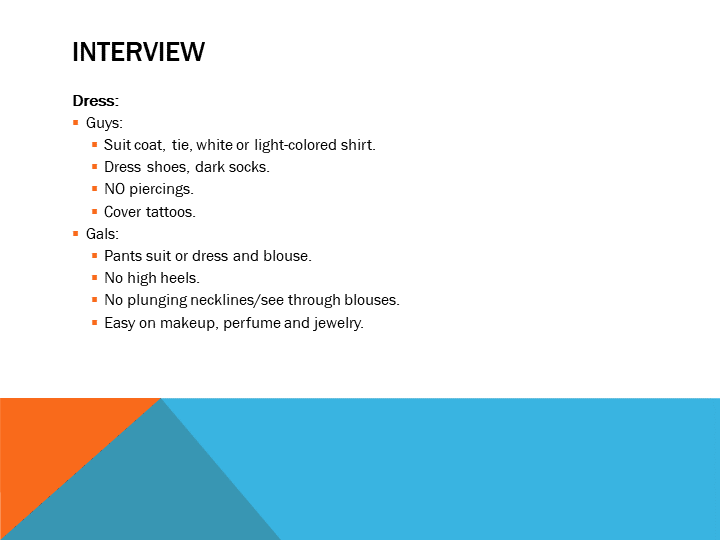 INTERVIEW
Dress:
Guys:
Suit coat, tie, white or light-colored shirt.
Dress shoes, dark socks.
NO piercings.
Cover tattoos.
Gals:
Pants suit or dress and blouse.
No high heels.
No plunging necklines/see through blouses.
Easy on makeup, perfume and jewelry.